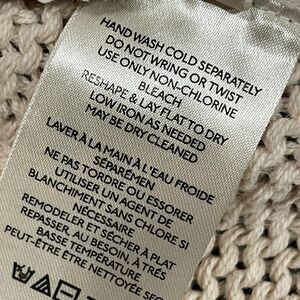 HAND WASH COLD SEPARATELY
DO NOT WRING OR TWIST
USE ONLY NON-CHLORINE
BLEACH
RESHAPE & LAY FLAT TO DRY
LOW IRON AS NEEDED
MAY BE DRY CLEANED
LAVER À LA MAIN À L'EAU FROIDE
SÉPARÉMEN
NE PAS TORDRE OU ESSORER
UTILISER UN AGENT DE
BLANCHIMENT SANS CHLORE SI
NÉCESSAIRE
REMODELER ET SÉCHER À PLAT
REPASSER, AU BESOIN, À TRÈS
BASSE TEMPÉRATURE
PEUT-ÊTRE ÊTRE NETTOYÉE SEC